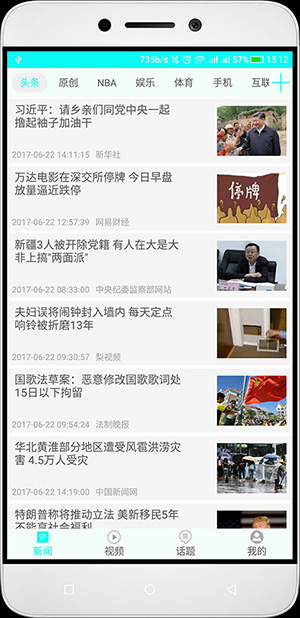 735b/s 57% 15:12
头条 原创 NBA 娱乐 体育 手机 互联
习近平：请乡亲们同党中央一起
撸起袖子加油干
2017-06-22 14:11:15 新华社
万达电影在深交所停牌 今日早盘
放量逼近跌停
停牌
2017-06-22 12:57:39 网易财经
新疆3人被开除党籍 有人在大是大
非上搞"两面派"
2017-06-22 08:33:00 中央纪委监察部网站
夫妇误将闹钟封入墙内 每天定点
响铃被折磨13年
2017-06-22 09:30:57 梨视频
国歌法草案：恶意修改国歌歌词处
15日以下拘留
2017-06-22 09:54:24 法制晚报
华北黄淮部分地区遭受风雹洪涝灾
害 4.5万人受灾
2017-06-22 14:19:00 中国新闻网
特朗普称将推动立法 美新移民5年
不能享社会福利
新闻 视频 话题 我的